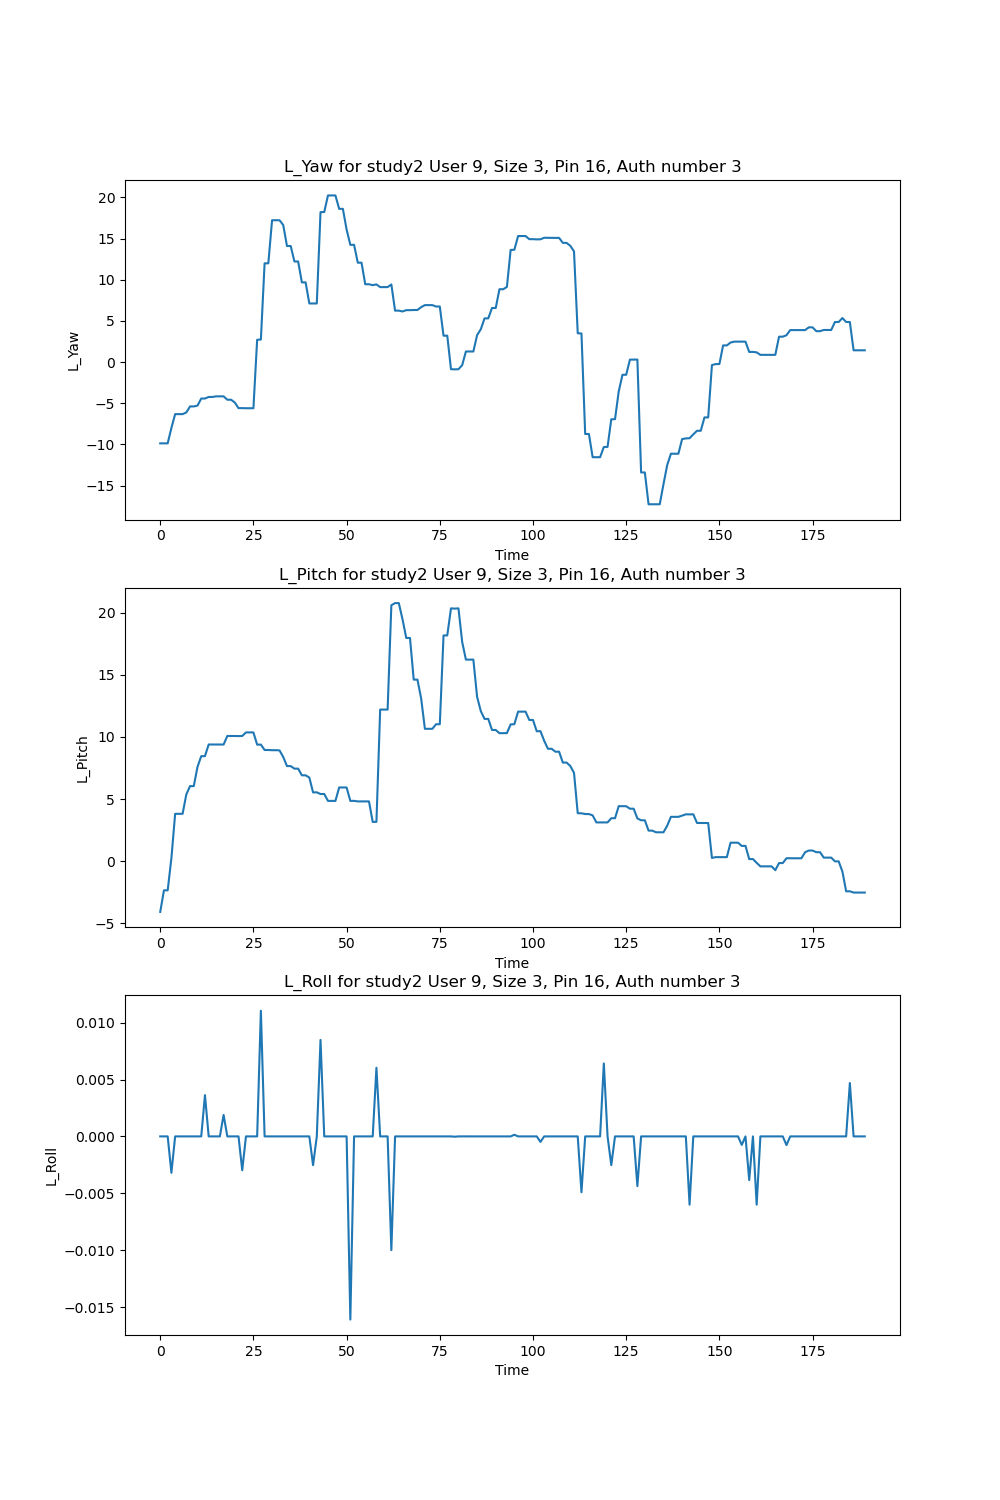 L_Yaw for study2 User 9, Size 3, Pin 16, Auth number 3
20
15
10
5
0
−5
−10
−15
L_Yaw
0 25 50 75 100 125 150 175
Time
L_Pitch for study2 User 9, Size 3, Pin 16, Auth number 3
20
15
10
5
0
−5
L_Pitch
0 25 50 75 100 125 150 175
Time
L_Roll for study2 User 9, Size 3, Pin 16, Auth number 3
0.010
0.005
0.000
−0.005
−0.010
−0.015
L_Roll
0 25 50 75 100 125 150 175
Time